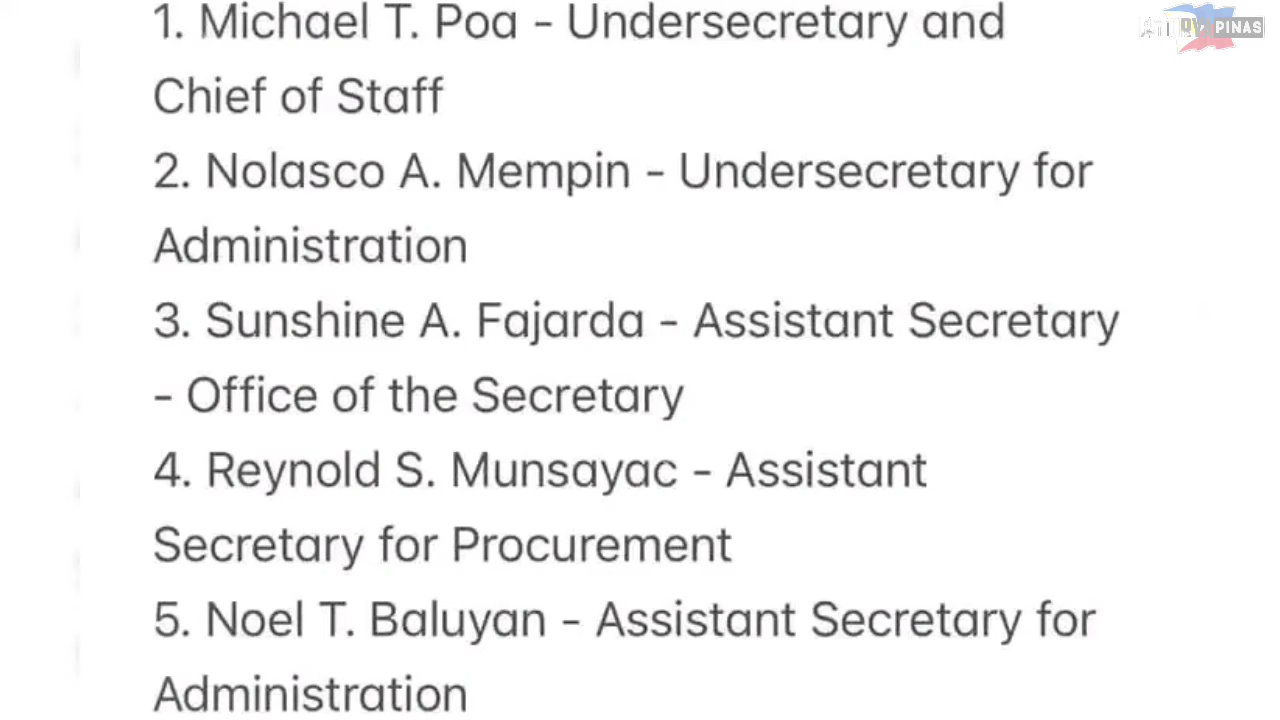 1. Michael T. Poa - Undersecretary and
Chief of Staff
2. Nolasco A. Mempin - Undersecretary for
Administration
3. Sunshine A. Fajarda - Assistant Secretary
- Office of the Secretary
4. Reynold S. Munsayac - Assistant
Secretary for Procurement
5. Noel T. Baluyan - Assistant Secretary for
Administration
PINAS